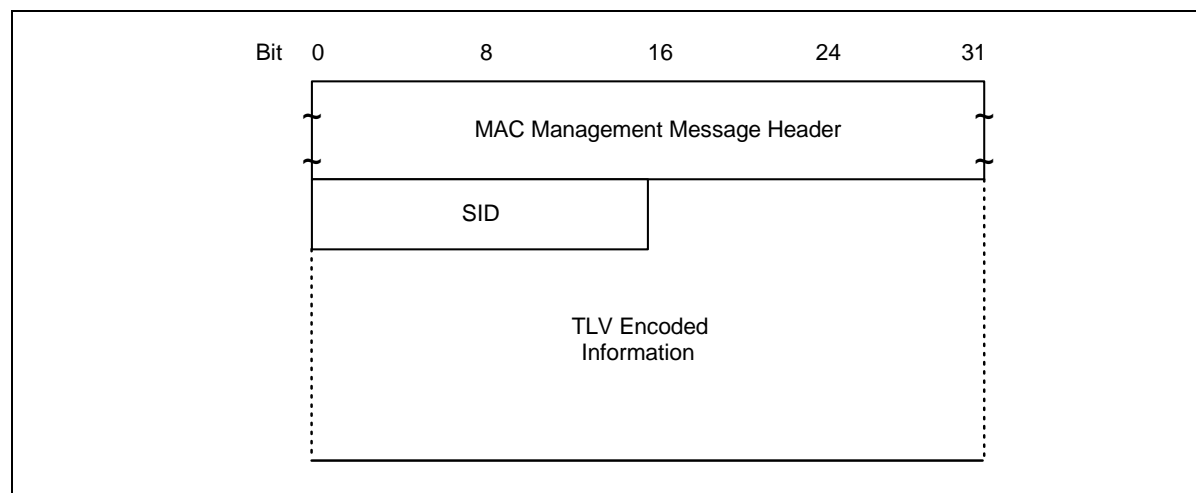 Bit 0 8 16 24 31
MAC Management Message Header
SID
TLV Encoded
Information